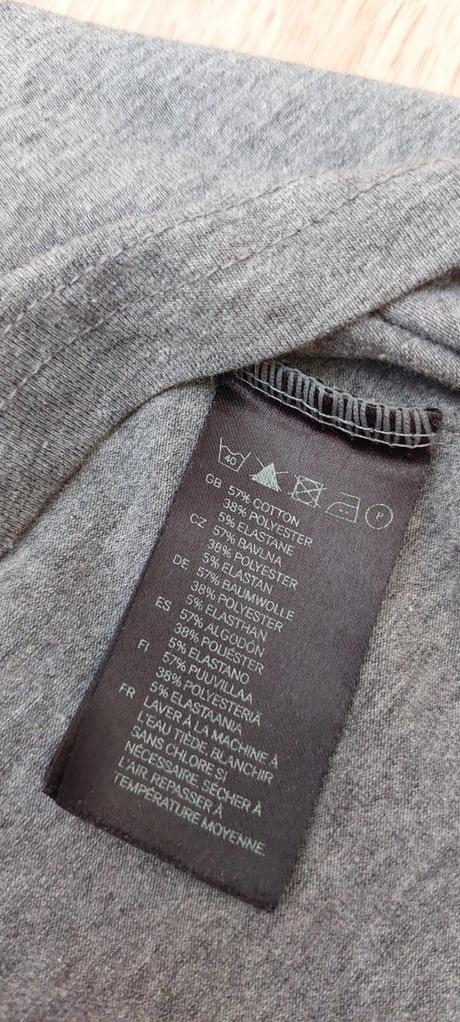 40
GB 57% COTTON
38% POLYESTER
5% ELASTANE
CZ 57% BAVLNA
38% POLYESTER
5% ELASTAN
DE 57% BAUMWOLLE
38% POLYESTER
5% ELASTHAN
ES 57% ALGODÓN
38% POLIÉSTER
5% ELASTANO
FI 57% PUUVILLAA
38% POLYESTERIÄ
5% ELASTAANIA
FR LAVER À LA MACHINE À
L'EAU TIÈDE, BLANCHIR
SANS CHLORE SI
NÉCESSAIRE, SÉCHER À
L'AIR, REPASSER À
TEMPÉRATURE MOYENNE.